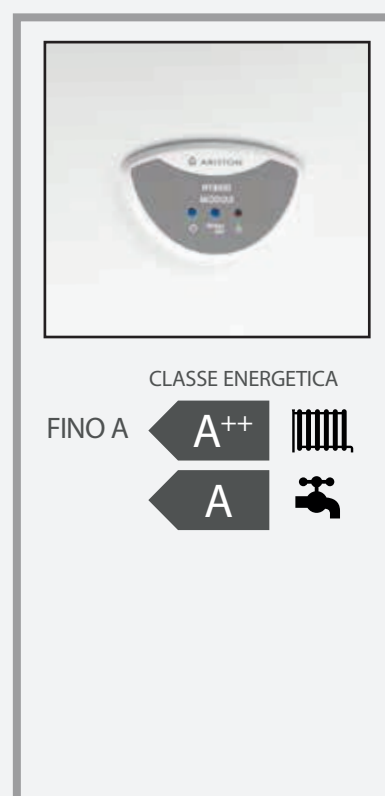 ARISTON
HYBRID
MODULE
CLASSE ENERGETICA
FINO A
A++
A